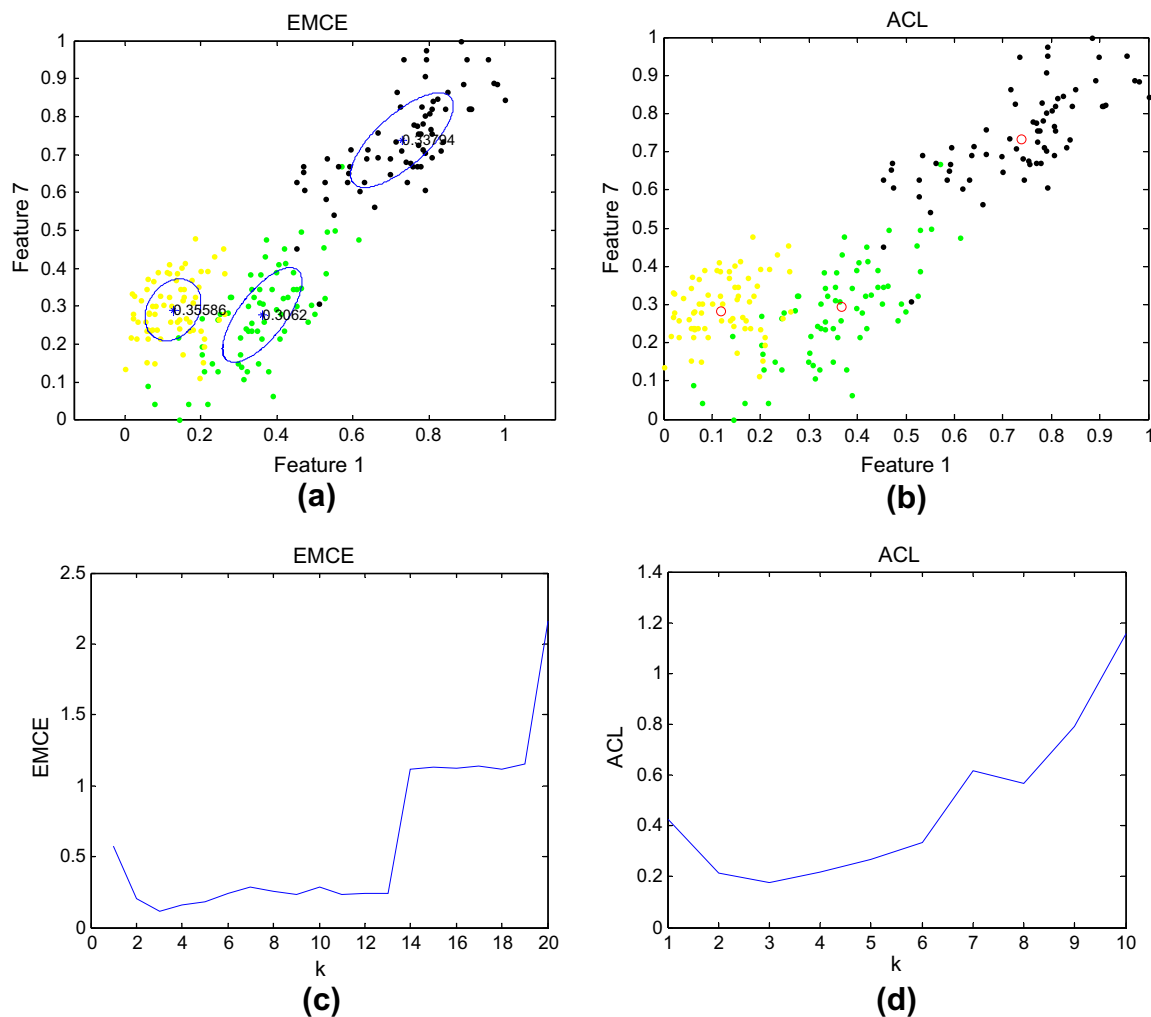 EMCE
1
0.9
0.8
0.7
0.6
0.5
0.4
0.3
0.2
0.1
0
Feature 7
0.33794
0.35586
0.3062
0 0.2 0.4 0.6 0.8 1
Feature 1
(a)
ACL
1
0.9
0.8
0.7
0.6
0.5
0.4
0.3
0.2
0.1
0
Feature 7
0 0.1 0.2 0.3 0.4 0.5 0.6 0.7 0.8 0.9 1
Feature 1
(b)
EMCE
2.5
2
1.5
1
0.5
0
EMCE
0 2 4 6 8 10 12 14 16 18 20
k
(c)
ACL
1.4
1.2
1
0.8
0.6
0.4
0.2
0
ACL
1 2 3 4 5 6 7 8 9 10
k
(d)